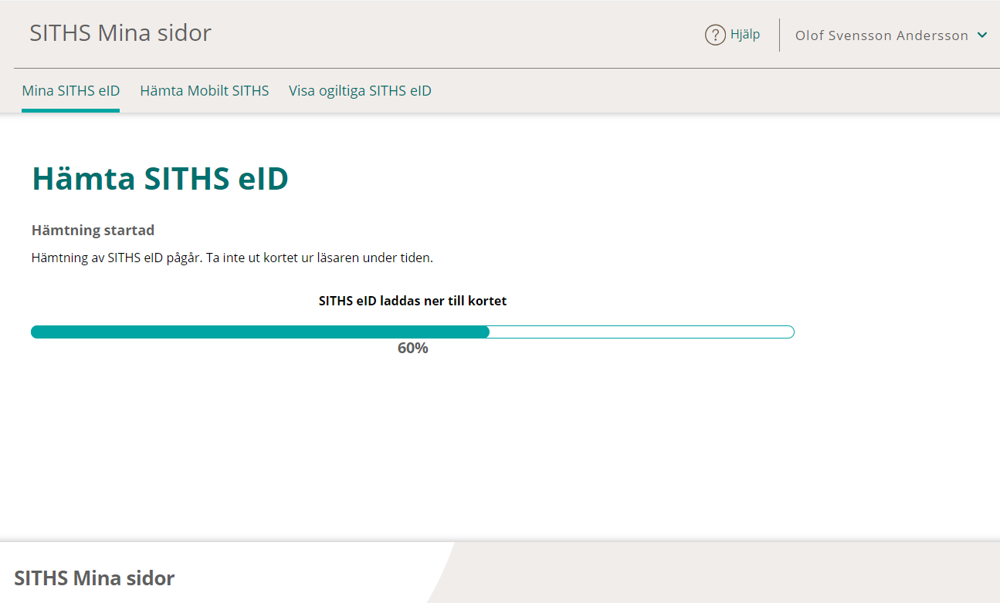 SITHS Mina sidor
? Hjälp
Olof Svensson Andersson
Mina SITHS eID Hämta Mobilt SITHS Visa ogiltiga SITHS eID
Hämta SITHS eID
Hämtning startad
Hämtning av SITHS eID pågår. Ta inte ut kortet ur läsaren under tiden.
SITHS eID laddas ner till kortet
60%
SITHS Mina sidor